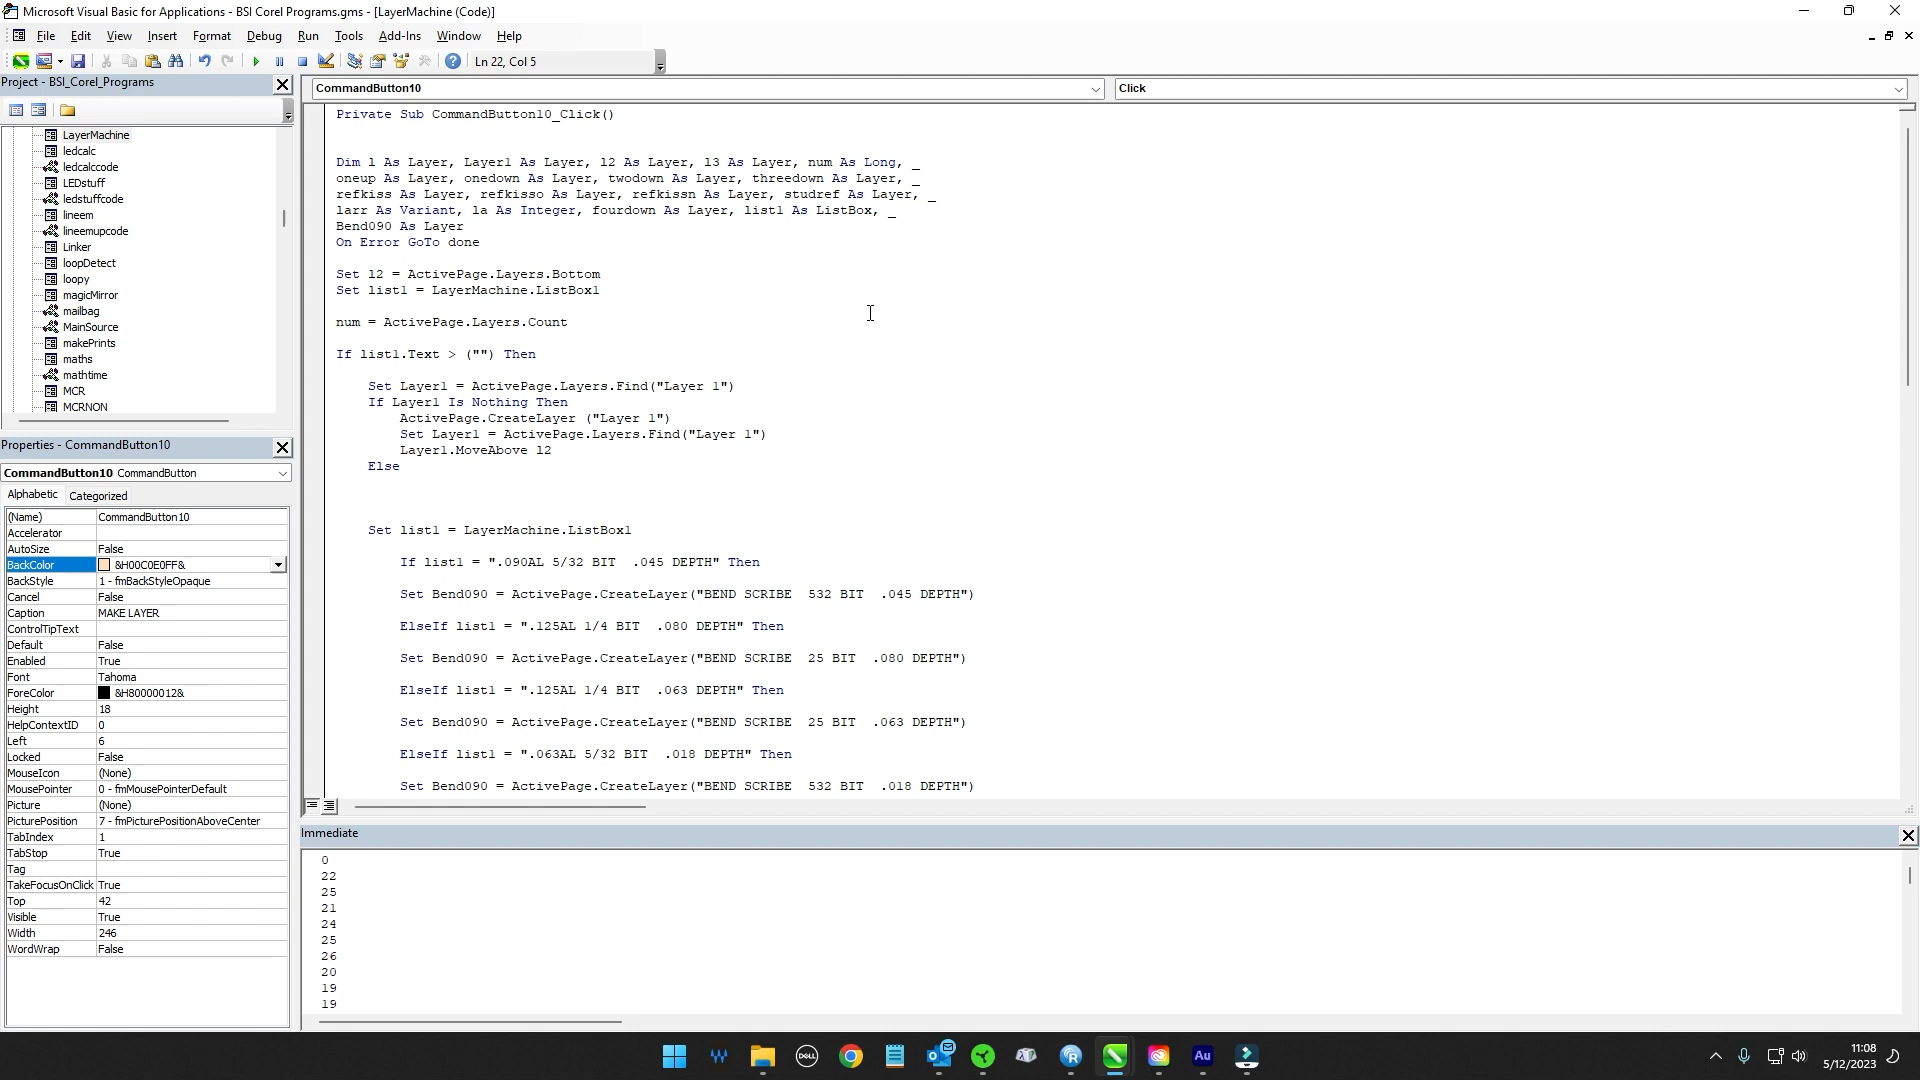 Microsoft Visual Basic for Applications - BSI Corel Programs.gms - [LayerMachine (Code)]
File Edit View Insert Format Debug Run Tools Add-Ins Window Help
Ln 22, Col 5
Project - BSI_Corel_Programs
LayerMachine
ledcalc
ledcalccode
LEDstuff
ledstuffcode
lineem
lineemupcode
Linker
loopDetect
loopy
magicMirror
mailbag
MainSource
makePrints
maths
mathtime
MCR
MCRNON
Properties - CommandButton10
CommandButton10 CommandButton
Alphabetic Categorized
(Name) CommandButton10
Accelerator
AutoSize False
BackColor &H00C0E0FF&
BackStyle 1 - fmBackStyleOpaque
Cancel False
Caption MAKE LAYER
ControlTipText
Default False
Enabled True
Font Tahoma
ForeColor &H80000012&
Height 18
HelpContextID 0
Left 6
Locked False
MouseIcon (None)
MousePointer 0 - fmMousePointerDefault
Picture (None)
PicturePosition 7 - fmPicturePositionAboveCenter
TabIndex 1
TabStop True
Tag
TakeFocusOnClick True
Top 42
Visible True
Width 246
WordWrap False
CommandButton10 Click
Private Sub CommandButton10_Click()
Dim l As Layer, Layer1 As Layer, l2 As Layer, l3 As Layer, num As Long, _
oneup As Layer, onedown As Layer, twodown As Layer, threedown As Layer, _
refkiss As Layer, refkisso As Layer, refkissn As Layer, studref As Layer, _
larr As Variant, la As Integer, fourdown As Layer, list1 As ListBox, _
Bend090 As Layer
On Error GoTo done
Set l2 = ActivePage.Layers.Bottom
Set list1 = LayerMachine.ListBox1
num = ActivePage.Layers.Count
If list1.Text > ("") Then
Set Layer1 = ActivePage.Layers.Find("Layer 1")
If Layer1 Is Nothing Then
ActivePage.CreateLayer ("Layer 1")
Set Layer1 = ActivePage.Layers.Find("Layer 1")
Layer1.MoveAbove l2
Else
Set list1 = LayerMachine.ListBox1
If list1 = ".090AL 5/32 BIT  .045 DEPTH" Then
Set Bend090 = ActivePage.CreateLayer("BEND SCRIBE  532 BIT  .045 DEPTH")
ElseIf list1 = ".125AL 1/4 BIT  .080 DEPTH" Then
Set Bend090 = ActivePage.CreateLayer("BEND SCRIBE  25 BIT  .080 DEPTH")
ElseIf list1 = ".125AL 1/4 BIT  .063 DEPTH" Then
Set Bend090 = ActivePage.CreateLayer("BEND SCRIBE  25 BIT  .063 DEPTH")
ElseIf list1 = ".063AL 5/32 BIT  .018 DEPTH" Then
Set Bend090 = ActivePage.CreateLayer("BEND SCRIBE  532 BIT  .018 DEPTH")
Immediate
0
22
25
21
24
25
26
20
19
19
DELL
Au
11:08
5/12/2023